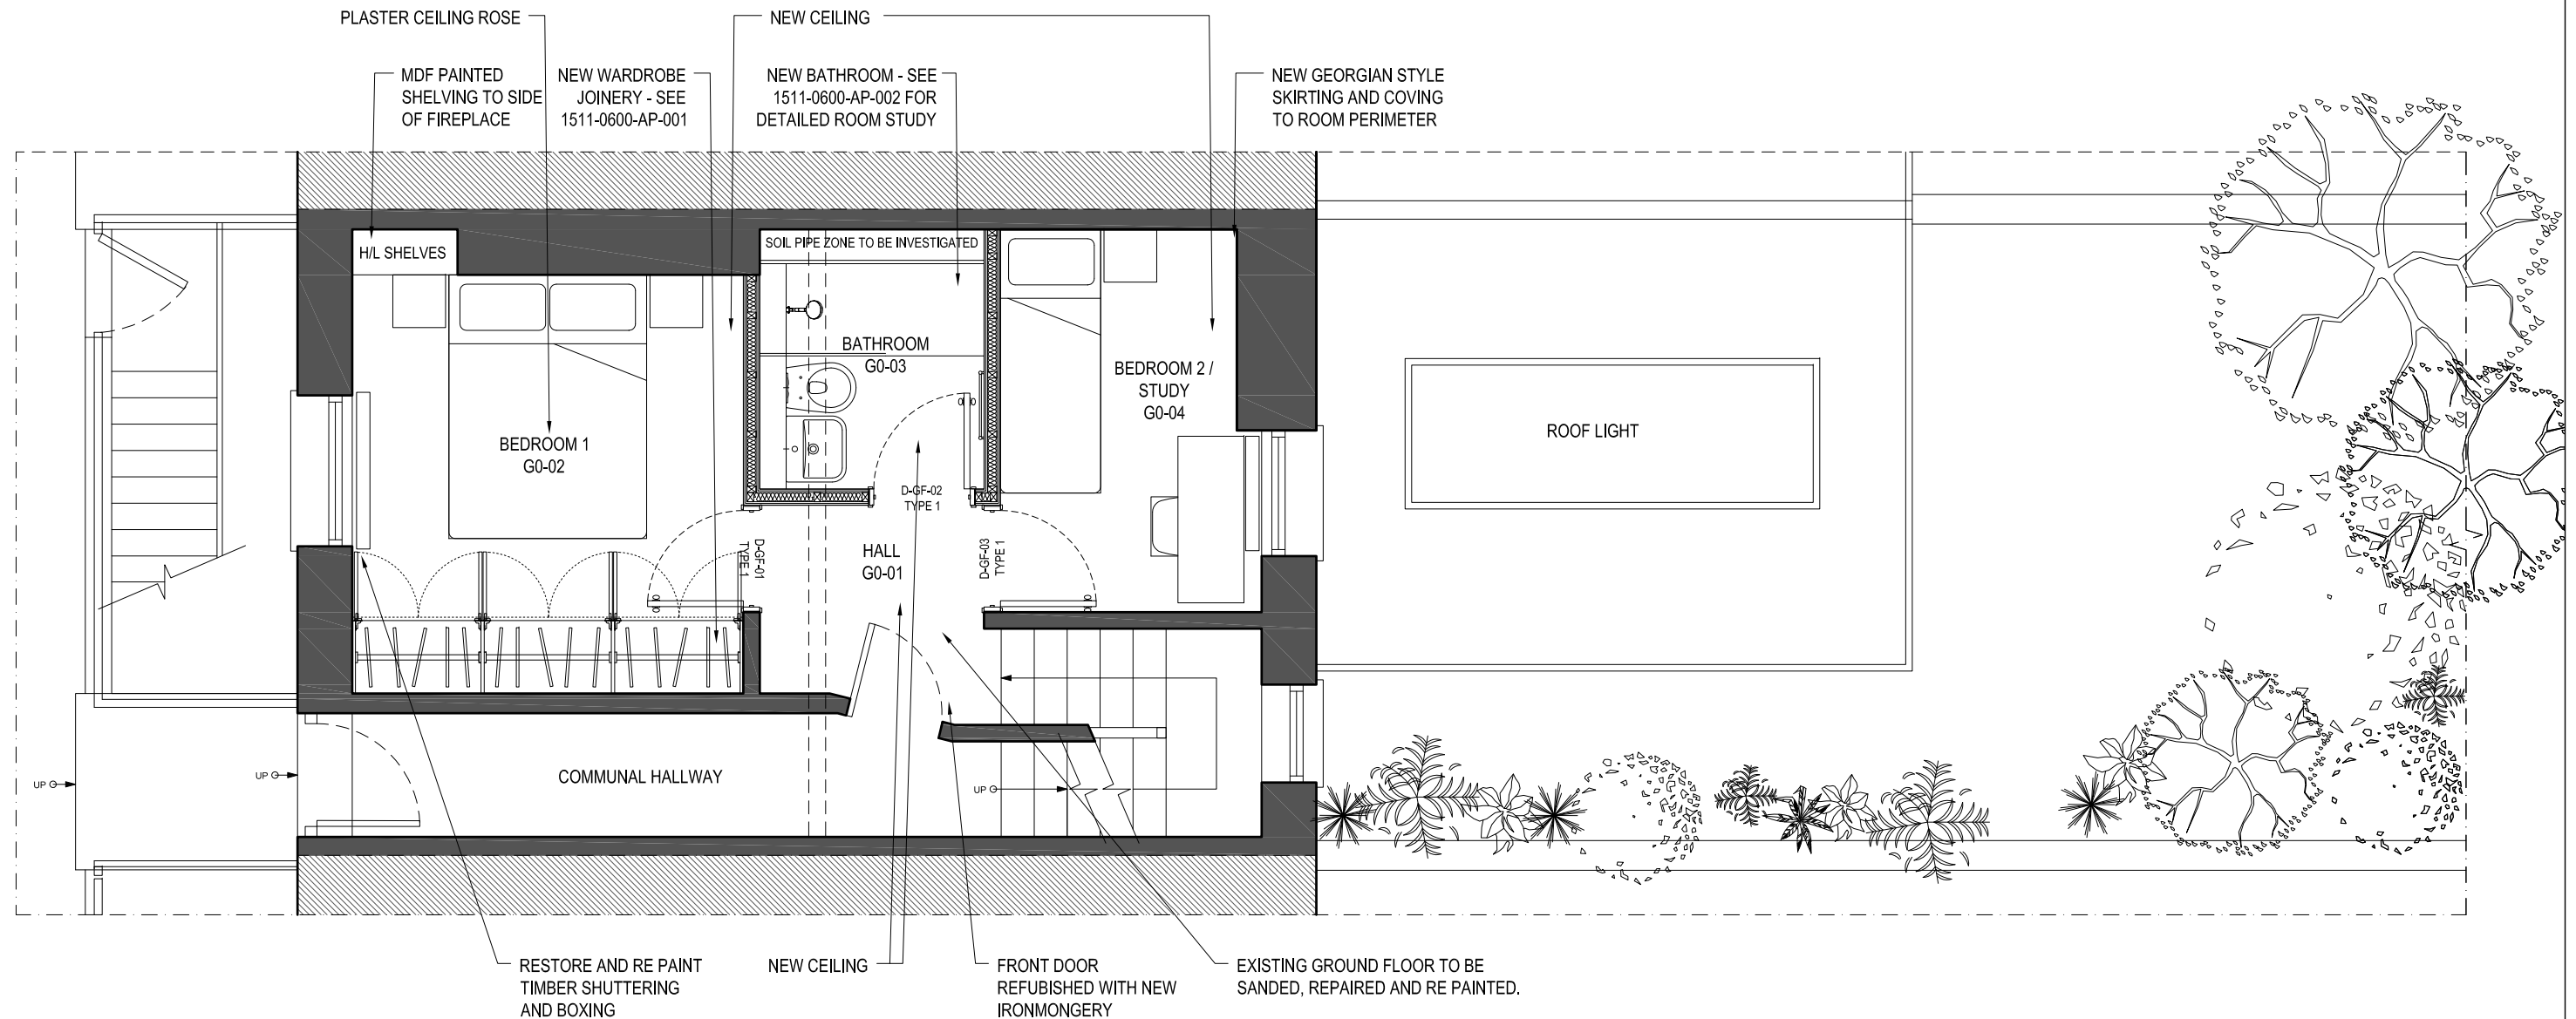 PLASTER CEILING ROSE
NEW CEILING
MDF PAINTED
SHELVING TO SIDE
OF FIREPLACE
NEW WARDROBE
JOINERY - SEE
1511-0600-AP-001
NEW BATHROOM - SEE
1511-0600-AP-002 FOR
DETAILED ROOM STUDY
NEW GEORGIAN STYLE
SKIRTING AND COVING
TO ROOM PERIMETER
H/L SHELVES
SOIL PIPE ZONE TO BE INVESTIGATED
BATHROOM
G0-03
BEDROOM 2 /
STUDY
G0-04
BEDROOM 1
G0-02
ROOF LIGHT
D-GF-02
TYPE 1
D-GF-01
TYPE 1
HALL
G0-01
D-GF-03
TYPE 1
COMMUNAL HALLWAY
UP
UP
UP
RESTORE AND RE PAINT
TIMBER SHUTTERING
AND BOXING
NEW CEILING
FRONT DOOR
REFUBISHED WITH NEW
IRONMONGERY
EXISTING GROUND FLOOR TO BE
SANDED, REPAIRED AND RE PAINTED.